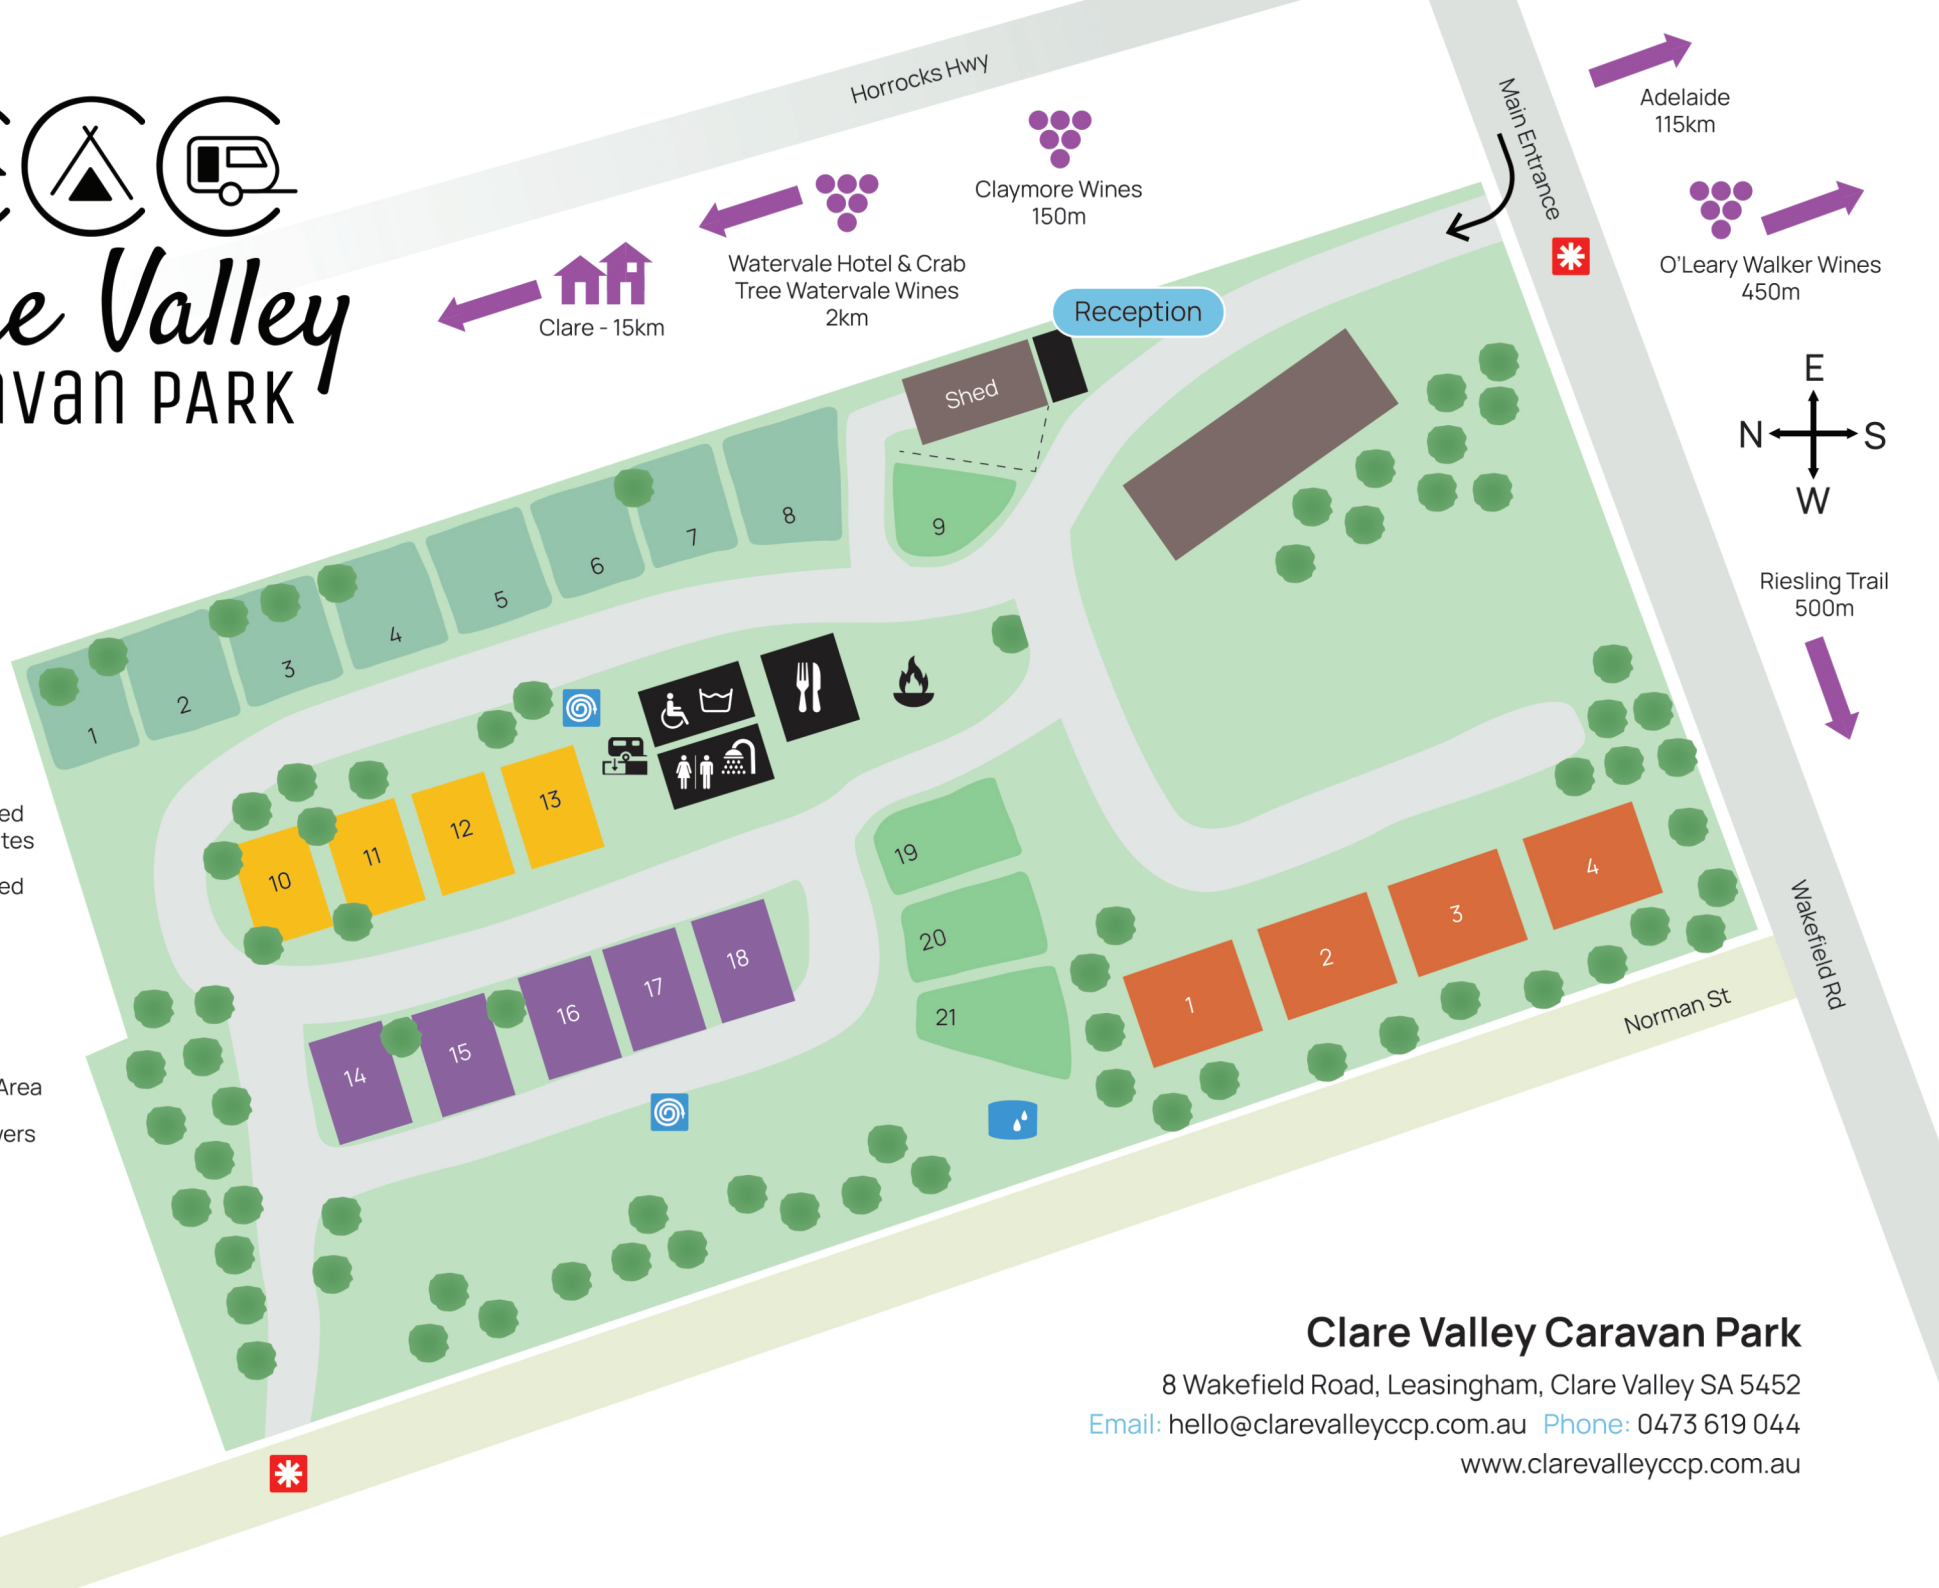 Horrocks Hwy
Main Entrance
Adelaide
115km
Claymore Wines
150m
O'Leary Walker Wines
450m
Watervale Hotel & Crab
Tree Watervale Wines
2km
Clare - 15km
Reception
Valley
PARK
Shed
E
N
S
W
Riesling Trail
500m
1
2
3
4
5
6
7
8
9
10
11
12
13
14
15
16
17
18
19
20
21
1
2
3
4
Area
Wakefield Rd
Norman St
Clare Valley Caravan Park
8 Wakefield Road, Leasingham, Clare Valley SA 5452
Email: hello@clarevalleyccp.com.au Phone: 0473 619 044
www.clarevalleyccp.com.au